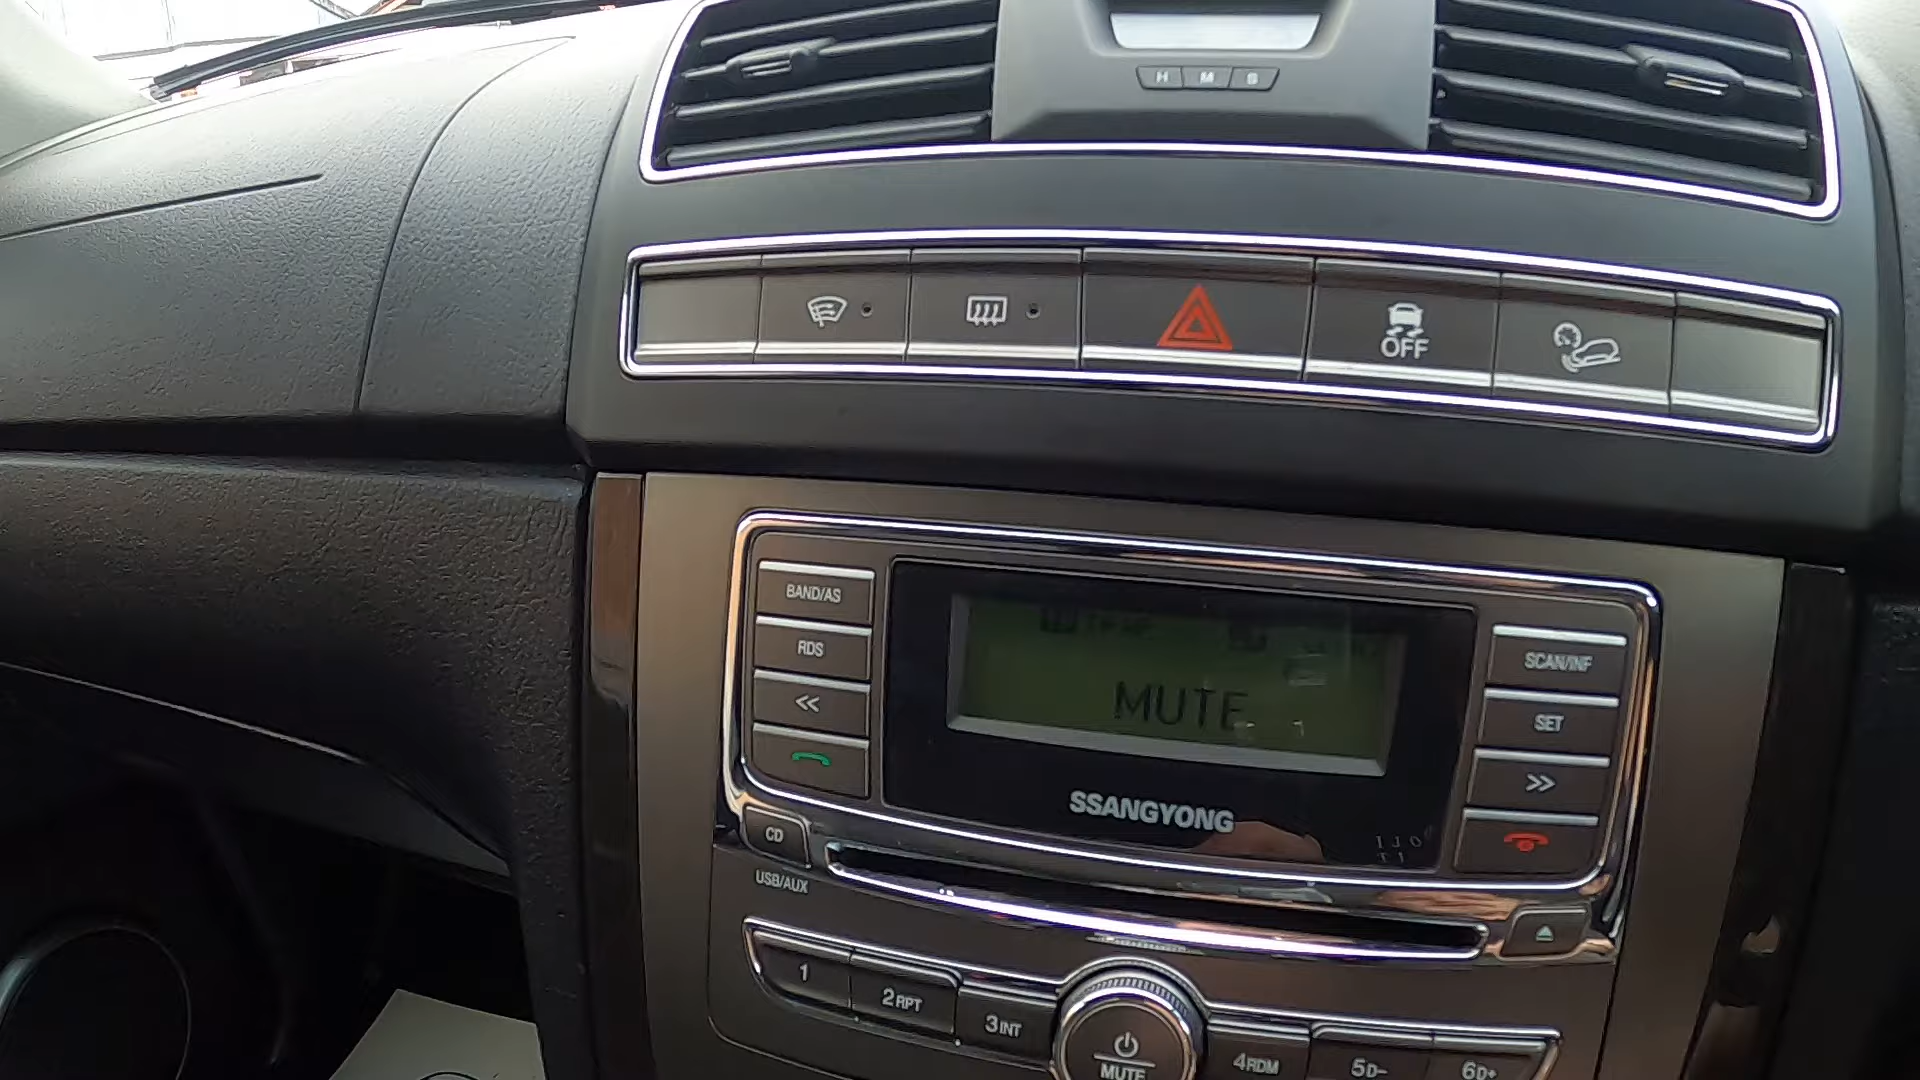 H M S
OFF
BAND/AS
SCAN/INF
RDS
SET
<<
>>
MUTE
SSANGYONG
CD
USB/AUX
1
2RPT
3INT
MUTE
4RDM
5D-
6D+